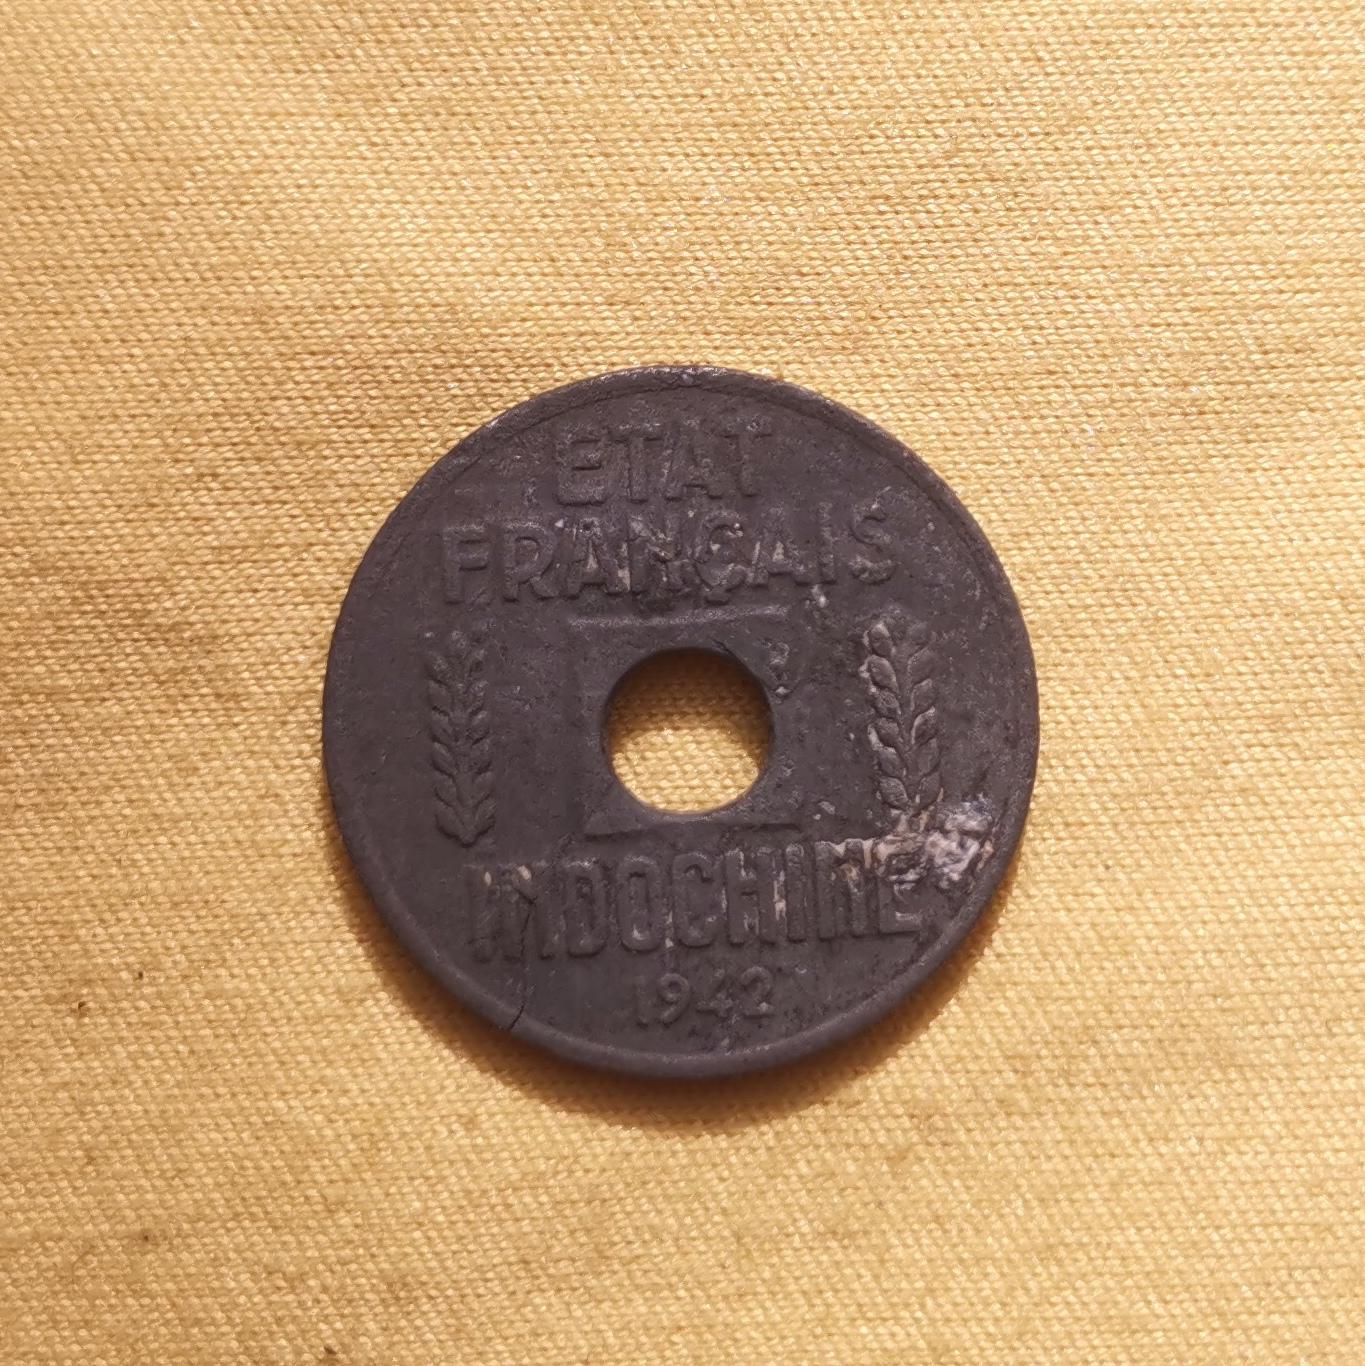 ETAT
FRANÇAIS
INDOCHINE
1942